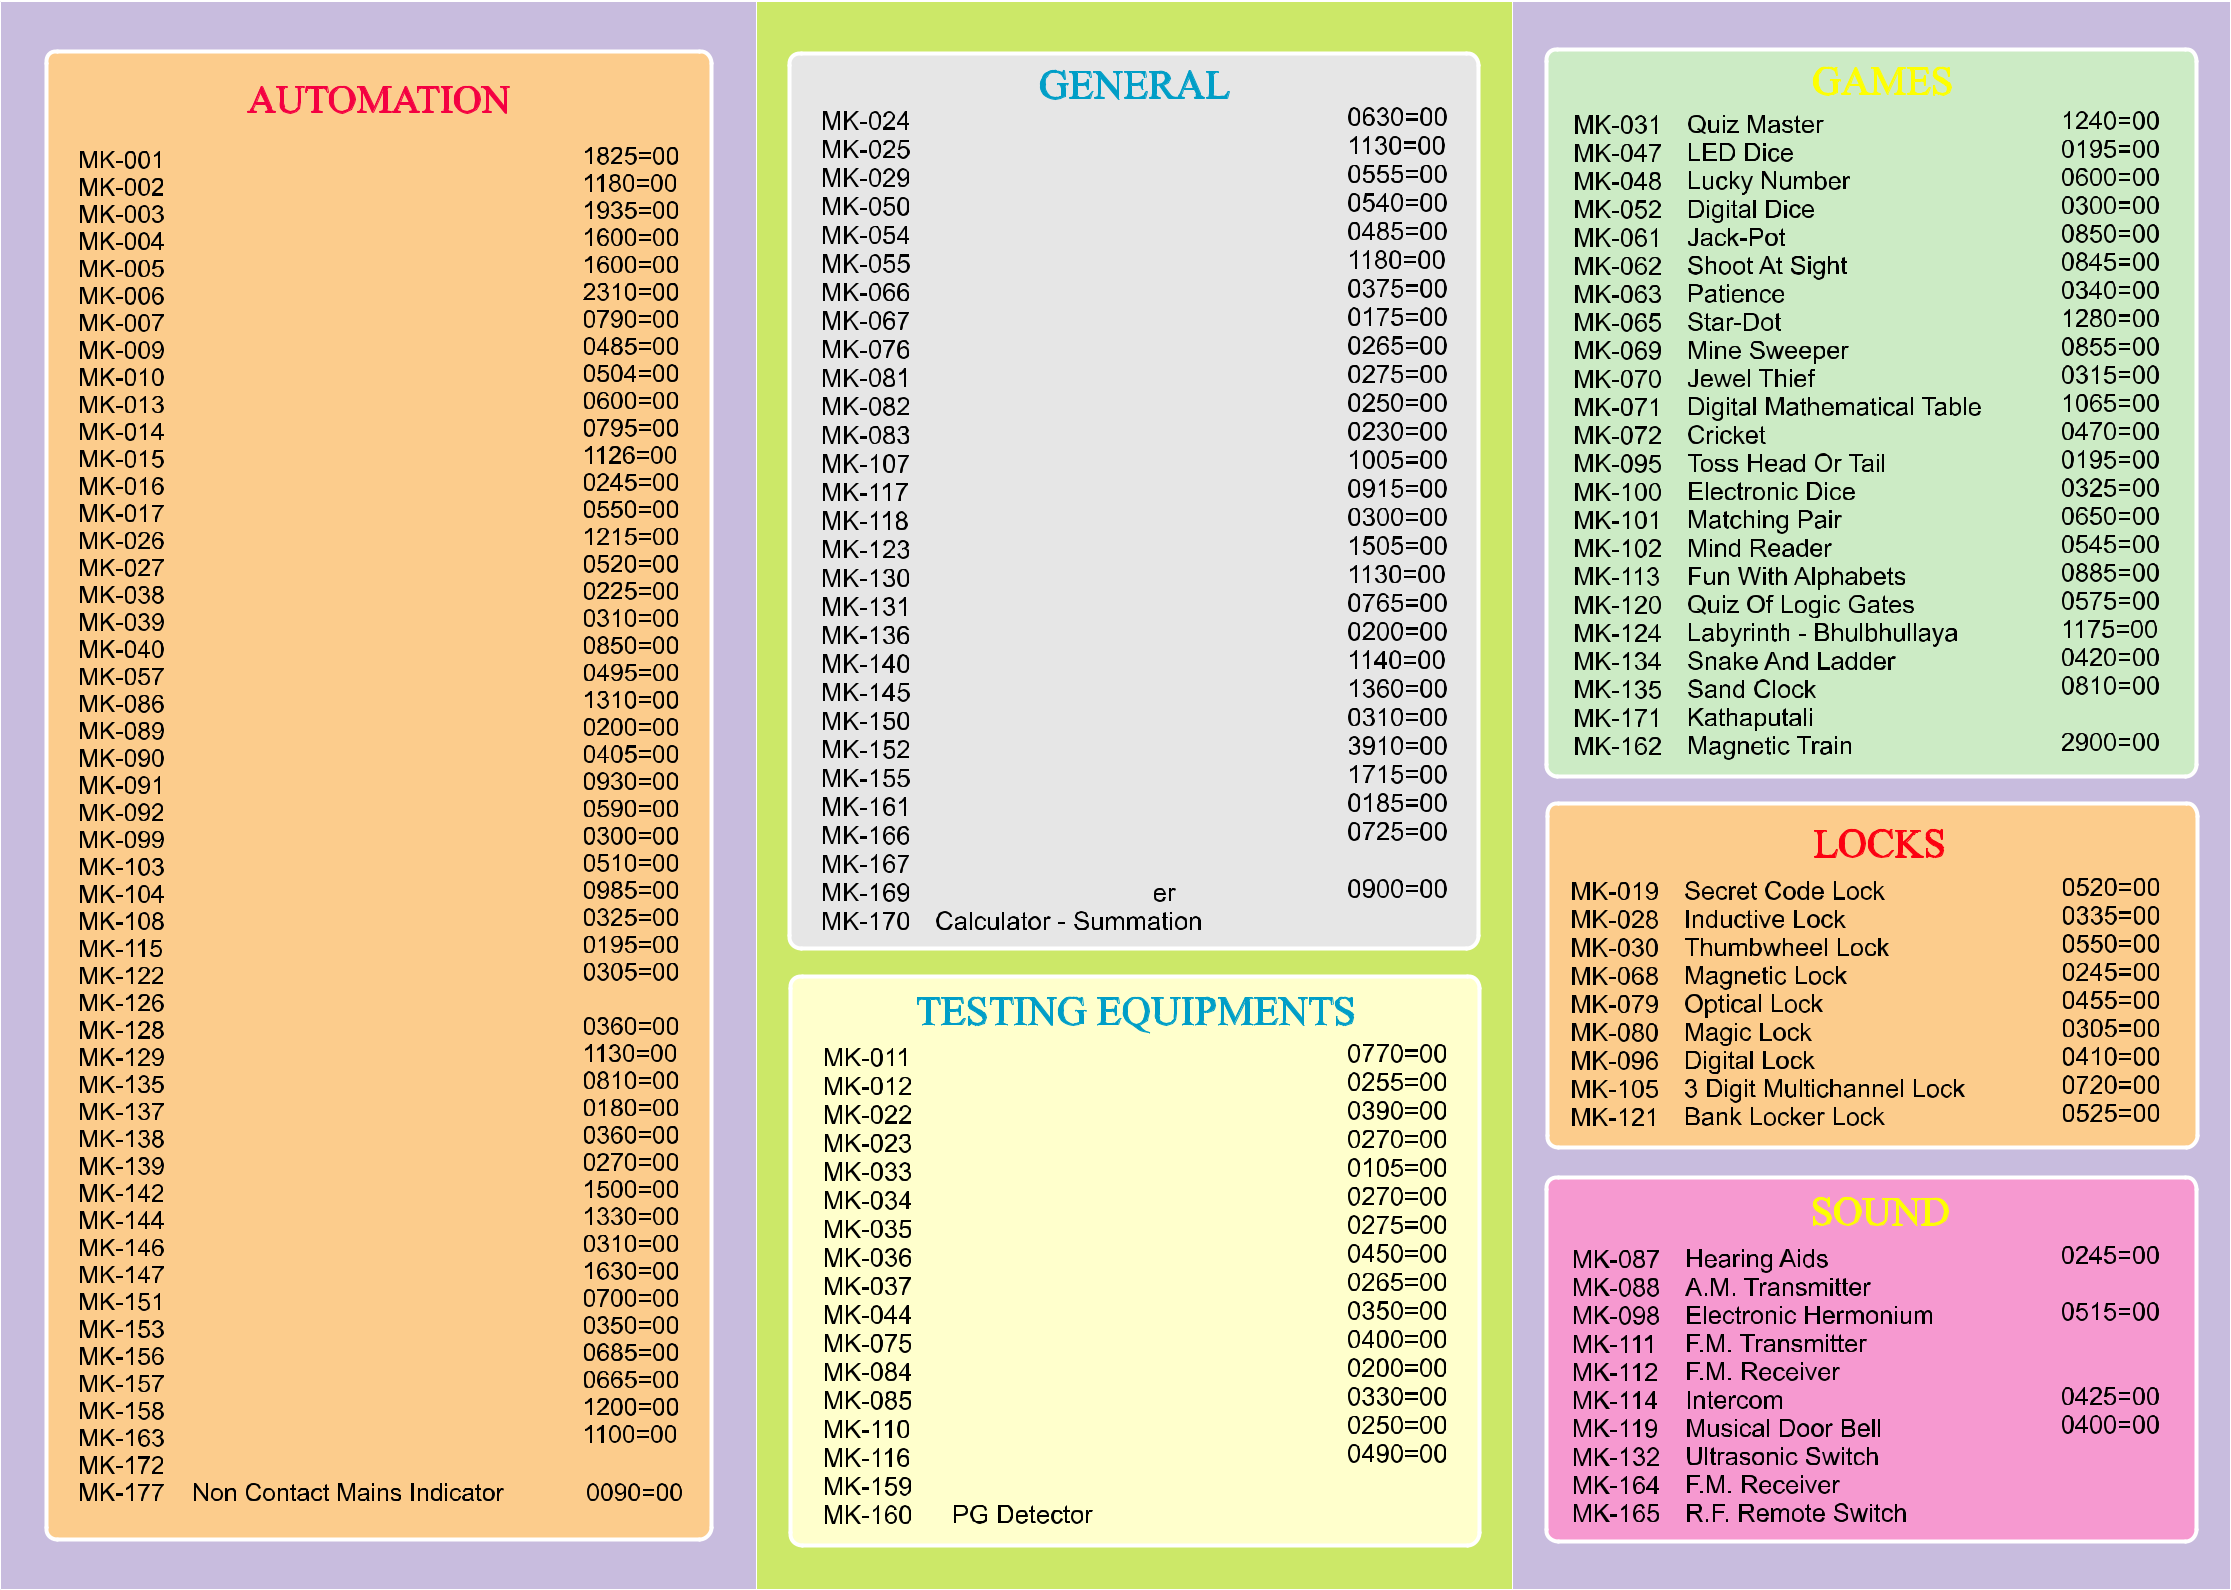 AUTOMATION
MK-001 1825=00
MK-002 1180=00
MK-003 1935=00
MK-004 1600=00
MK-005 1600=00
MK-006 2310=00
MK-007 0790=00
MK-009 0485=00
MK-010 0504=00
MK-013 0600=00
MK-014 0795=00
MK-015 1126=00
MK-016 0245=00
MK-017 0550=00
MK-026 1215=00
MK-027 0520=00
MK-038 0225=00
MK-039 0310=00
MK-040 0850=00
MK-057 0495=00
MK-086 1310=00
MK-089 0200=00
MK-090 0405=00
MK-091 0930=00
MK-092 0590=00
MK-099 0300=00
MK-103 0510=00
MK-104 0985=00
MK-108 0325=00
MK-115 0195=00
MK-122 0305=00
MK-126
MK-128 0360=00
MK-129 1130=00
MK-135 0810=00
MK-137 0180=00
MK-138 0360=00
MK-139 0270=00
MK-142 1500=00
MK-144 1330=00
MK-146 0310=00
MK-147 1630=00
MK-151 0700=00
MK-153 0350=00
MK-156 0685=00
MK-157 0665=00
MK-158 1200=00
MK-163 1100=00
MK-172
MK-177 Non Contact Mains Indicator 0090=00
GENERAL
MK-024 0630=00
MK-025 1130=00
MK-029 0555=00
MK-050 0540=00
MK-054 0485=00
MK-055 1180=00
MK-066 0375=00
MK-067 0175=00
MK-076 0265=00
MK-081 0275=00
MK-082 0250=00
MK-083 0230=00
MK-107 1005=00
MK-117 0915=00
MK-118 0300=00
MK-123 1505=00
MK-130 1130=00
MK-131 0765=00
MK-136 0200=00
MK-140 1140=00
MK-145 1360=00
MK-150 0310=00
MK-152 3910=00
MK-155 1715=00
MK-161 0185=00
MK-166 0725=00
MK-167
MK-169 er 0900=00
MK-170 Calculator - Summation
TESTING EQUIPMENTS
MK-011 0770=00
MK-012 0255=00
MK-022 0390=00
MK-023 0270=00
MK-033 0105=00
MK-034 0270=00
MK-035 0275=00
MK-036 0450=00
MK-037 0265=00
MK-044 0350=00
MK-075 0400=00
MK-084 0200=00
MK-085 0330=00
MK-110 0250=00
MK-116 0490=00
MK-159
MK-160 PG Detector
GAMES
MK-031 Quiz Master 1240=00
MK-047 LED Dice 0195=00
MK-048 Lucky Number 0600=00
MK-052 Digital Dice 0300=00
MK-061 Jack-Pot 0850=00
MK-062 Shoot At Sight 0845=00
MK-063 Patience 0340=00
MK-065 Star-Dot 1280=00
MK-069 Mine Sweeper 0855=00
MK-070 Jewel Thief 0315=00
MK-071 Digital Mathematical Table 1065=00
MK-072 Cricket 0470=00
MK-095 Toss Head Or Tail 0195=00
MK-100 Electronic Dice 0325=00
MK-101 Matching Pair 0650=00
MK-102 Mind Reader 0545=00
MK-113 Fun With Alphabets 0885=00
MK-120 Quiz Of Logic Gates 0575=00
MK-124 Labyrinth - Bhulbhullaya 1175=00
MK-134 Snake And Ladder 0420=00
MK-135 Sand Clock 0810=00
MK-171 Kathaputali
MK-162 Magnetic Train 2900=00
LOCKS
MK-019 Secret Code Lock 0520=00
MK-028 Inductive Lock 0335=00
MK-030 Thumbwheel Lock 0550=00
MK-068 Magnetic Lock 0245=00
MK-079 Optical Lock 0455=00
MK-080 Magic Lock 0305=00
MK-096 Digital Lock 0410=00
MK-105 3 Digit Multichannel Lock 0720=00
MK-121 Bank Locker Lock 0525=00
SOUND
MK-087 Hearing Aids 0245=00
MK-088 A.M. Transmitter
MK-098 Electronic Hermonium 0515=00
MK-111 F.M. Transmitter
MK-112 F.M. Receiver
MK-114 Intercom 0425=00
MK-119 Musical Door Bell 0400=00
MK-132 Ultrasonic Switch
MK-164 F.M. Receiver
MK-165 R.F. Remote Switch